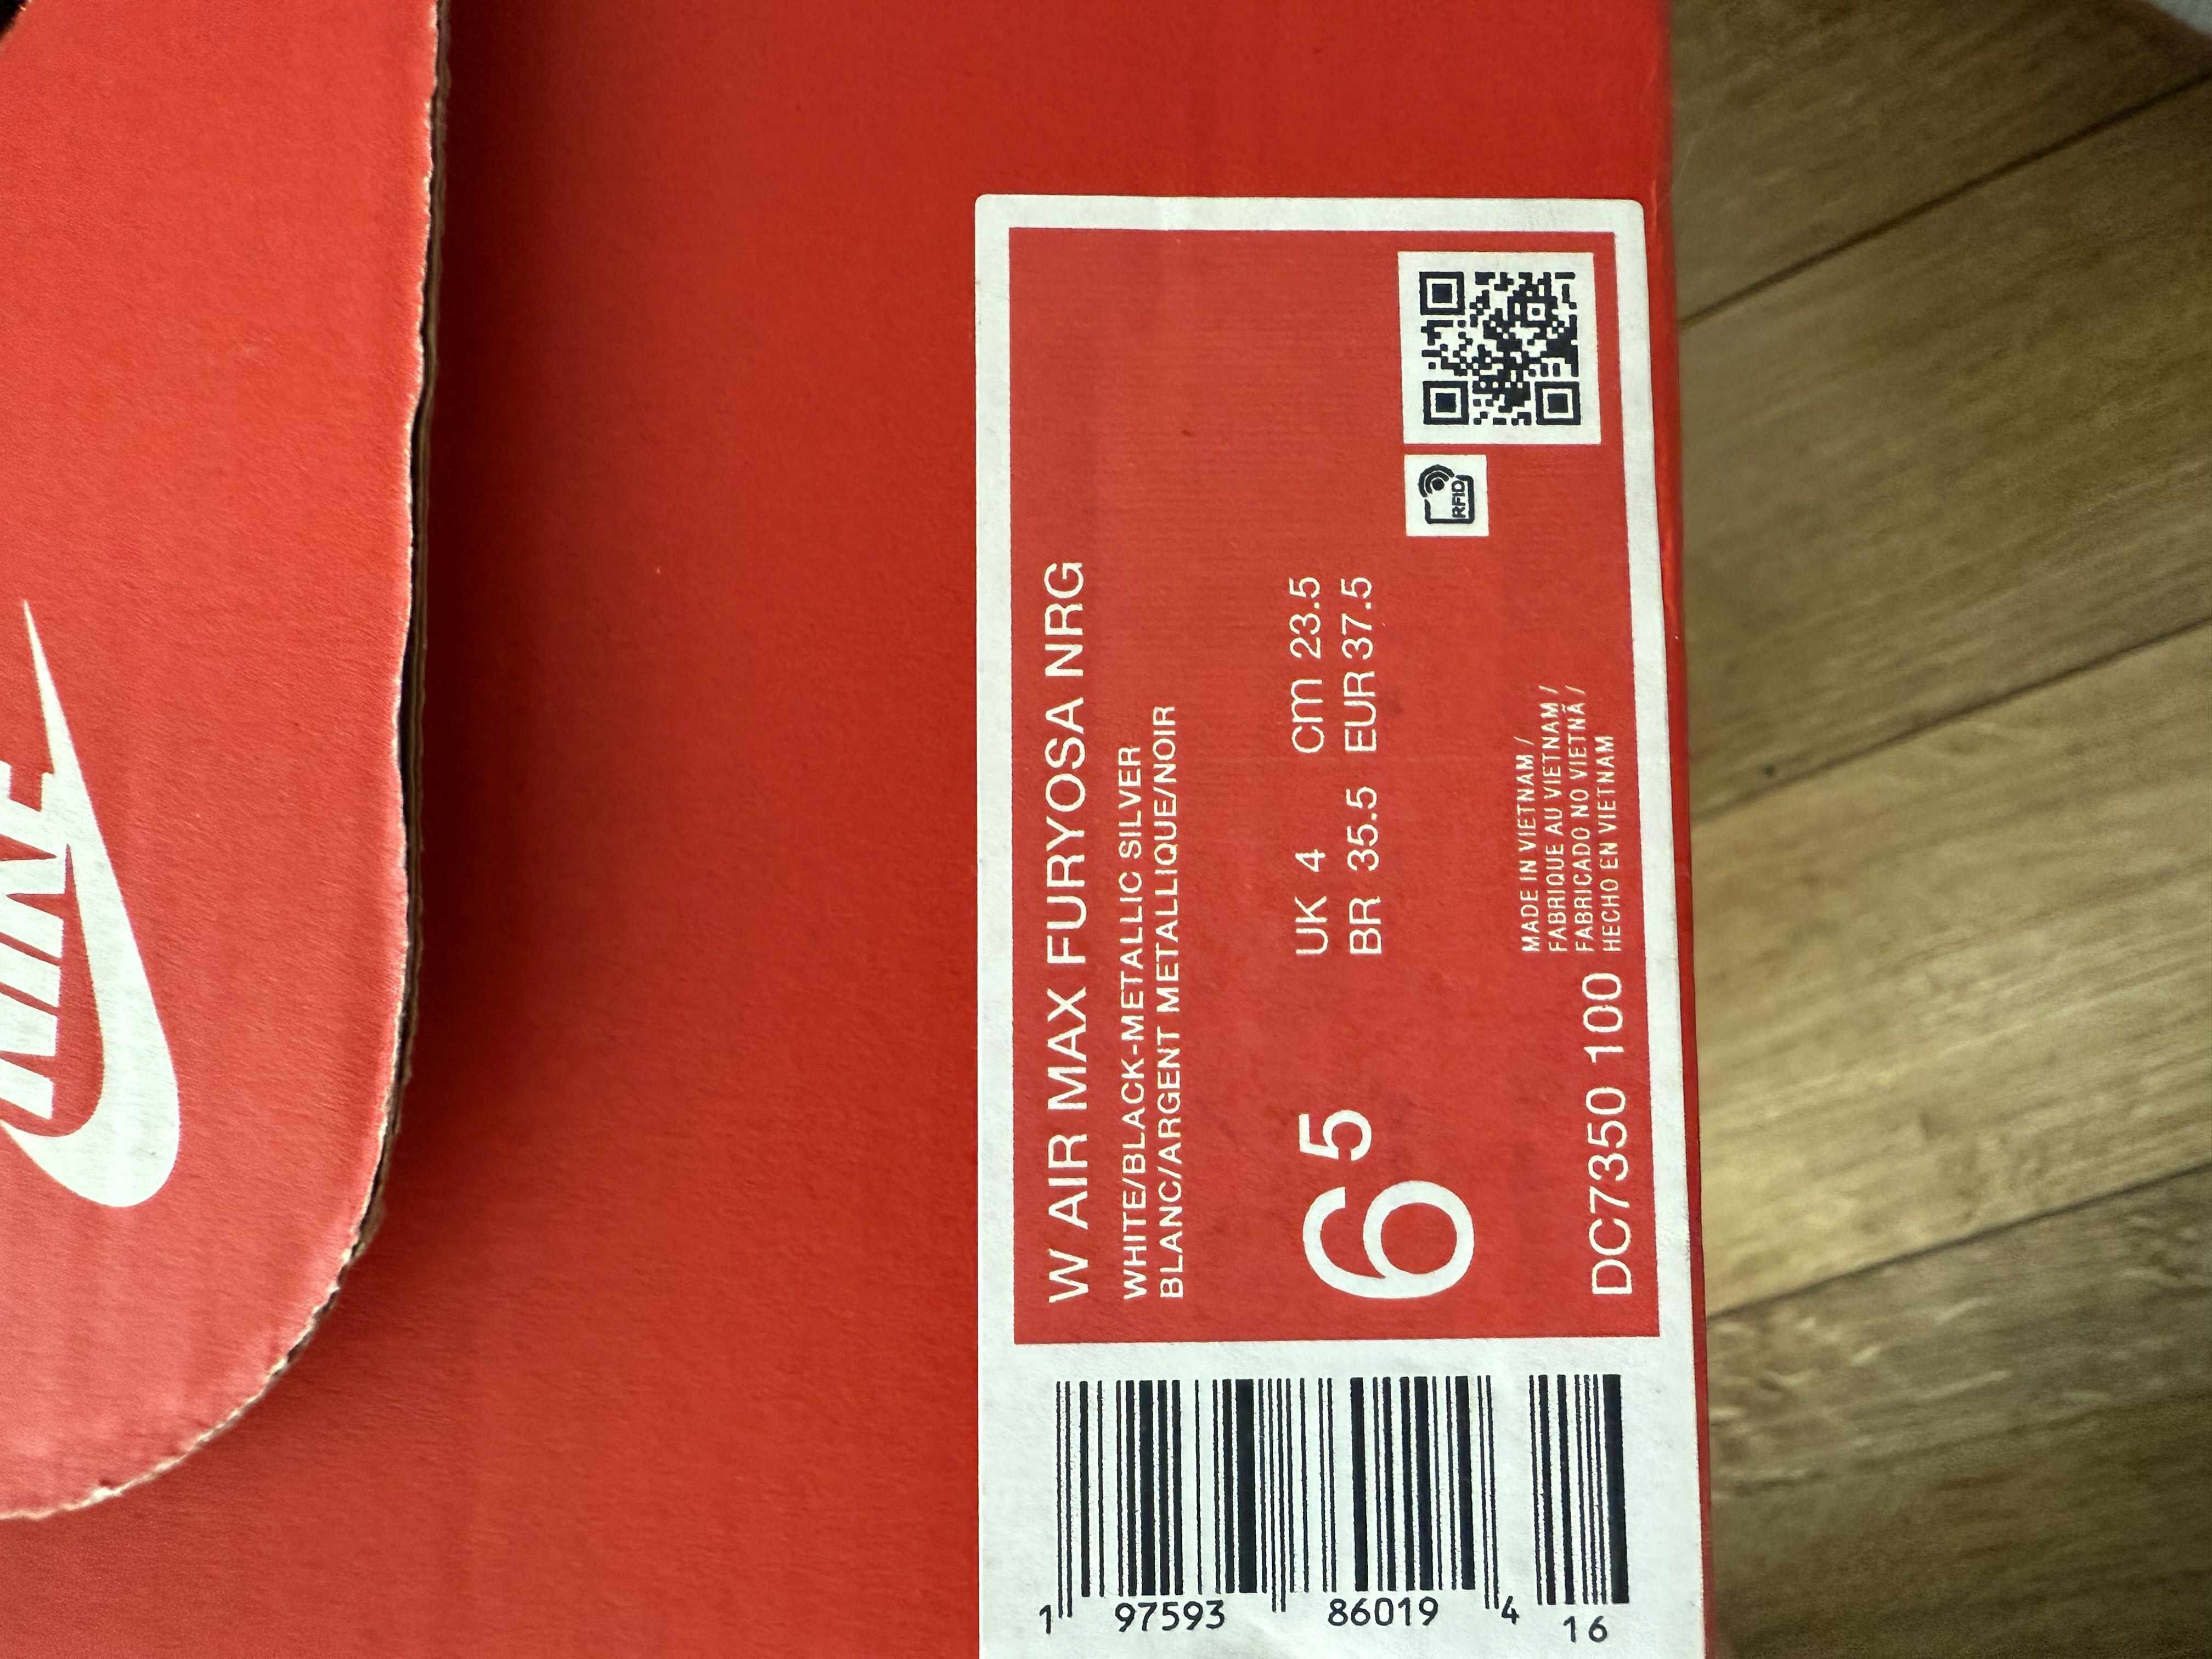 NIKE
W AIR MAX FURYOSA NRG
WHITE/BLACK-METALLIC SILVER
BLANC/ARGENT METALLIQUE/NOIR
6 5
UK 4 cm 23.5
BR 35.5 EUR 37.5
RFID
DC7350 100
MADE IN VIETNAM /
FABRIQUE AU VIETNAM /
FABRICADO NO VIETNÃ /
HECHO EN VIETNAM
1 97593 86019 4 16